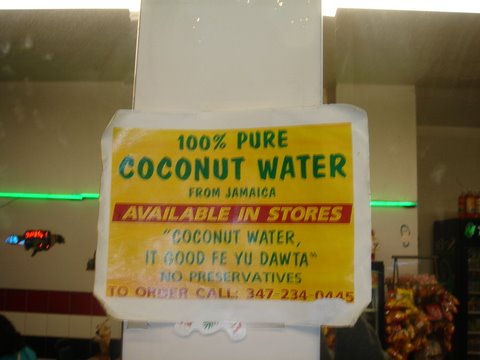 100% PURE
COCONUT WATER
FROM JAMAICA
AVAILABLE IN STORES
"COCONUT WATER,
IT GOOD FE YU DAWTA"
NO PRESERVATIVES
TO ORDER CALL: 347-234-0445